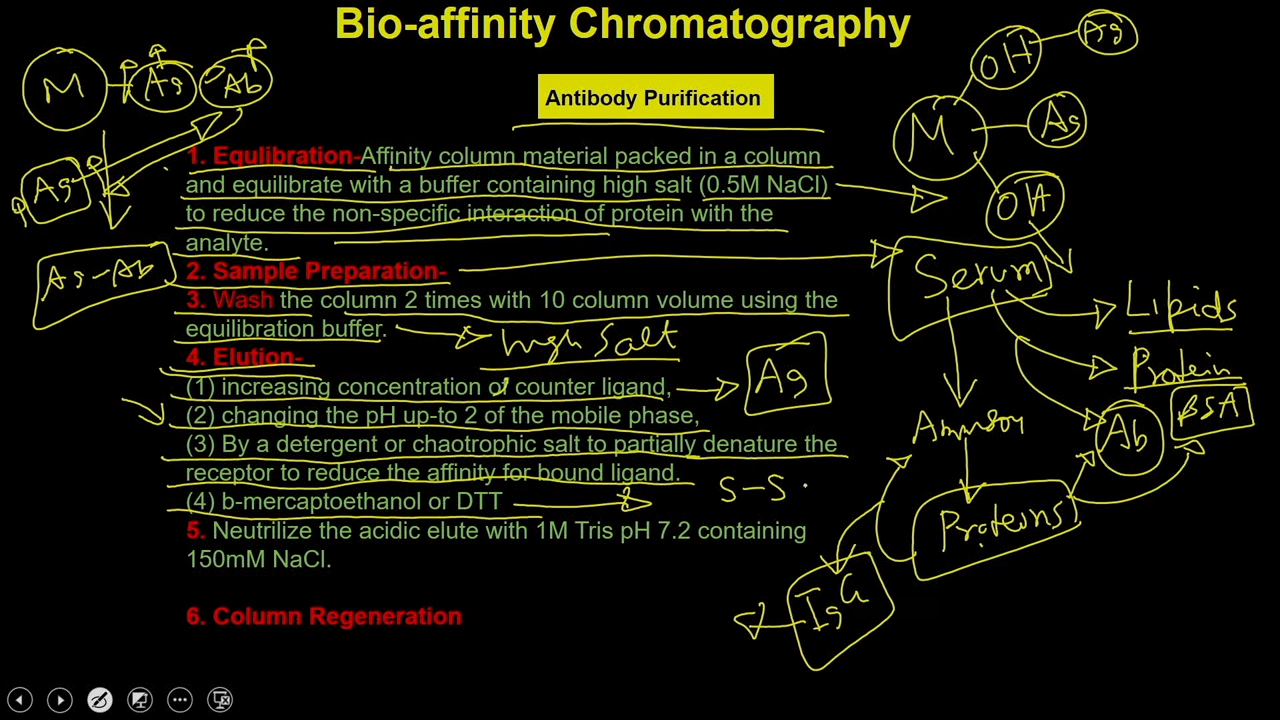 Bio-affinity Chromatography
Antibody Purification
M Ag Ab
M OH Ag
Ag
OH
Ag
Ag-Ab
1. Equlibration-Affinity column material packed in a column
and equilibrate with a buffer containing high salt (0.5M NaCl)
to reduce the non-specific interaction of protein with the
analyte.
2. Sample Preparation-
3. Wash the column 2 times with 10 column volume using the
equilibration buffer.
high Salt
4. Elution-
(1) increasing concentration of counter ligand,
Ag
(2) changing the pH up-to 2 of the mobile phase,
(3) By a detergent or chaotrophic salt to partially denature the
receptor to reduce the affinity for bound ligand.
(4) b-mercaptoethanol or DTT
S-S
5. Neutrilize the acidic elute with 1M Tris pH 7.2 containing
150mM NaCl.
6. Column Regeneration
Serum
Lipids
Protein
BSA
Ab
Proteins
IgG